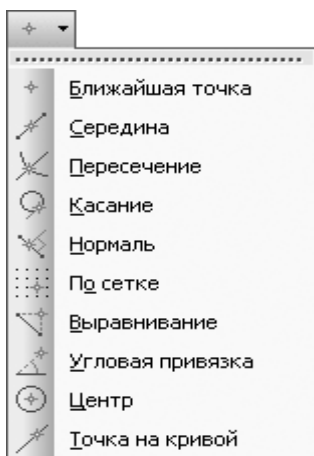 Ближайшая точка
Середина
Пересечение
Касание
Нормаль
По сетке
Выравнивание
Угловая привязка
Центр
Точка на кривой